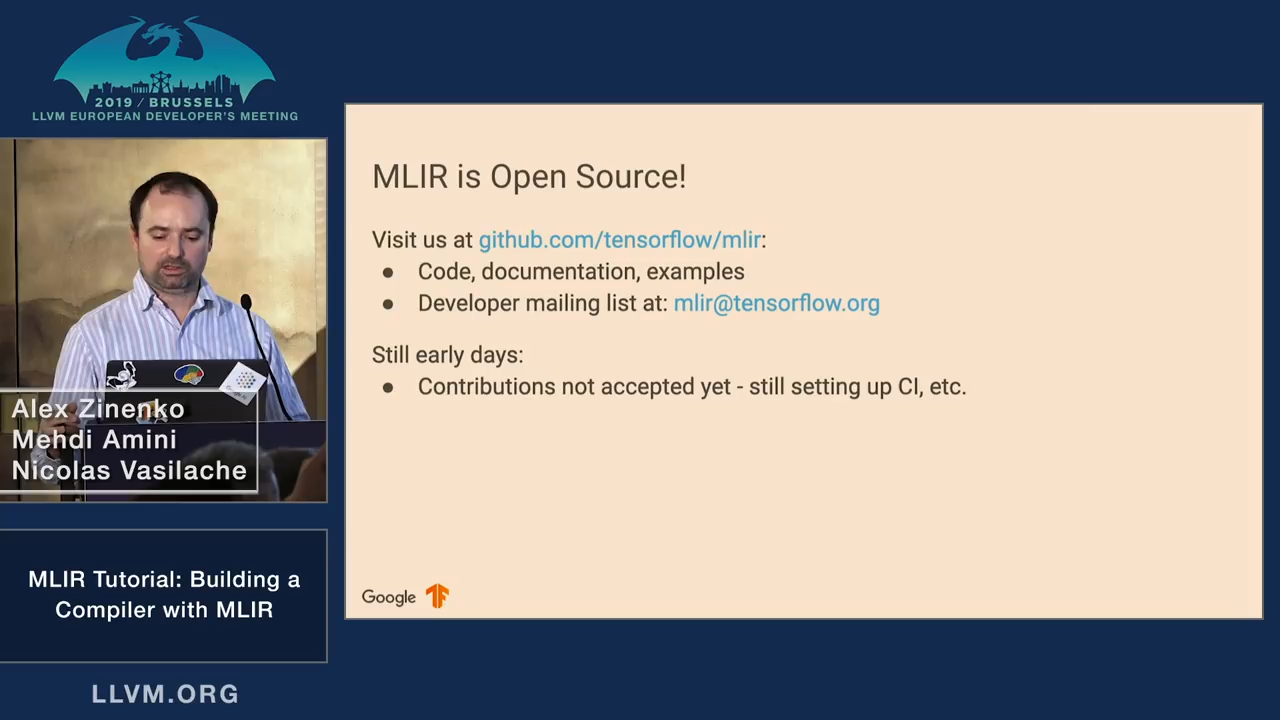 2019 / BRUSSELS
LLVM EUROPEAN DEVELOPER'S MEETING
Alex Zinenko
Mehdi Amini
Nicolas Vasilache
MLIR Tutorial: Building a
Compiler with MLIR
LLVM.ORG
MLIR is Open Source!
Visit us at github.com/tensorflow/mlir:
● Code, documentation, examples
● Developer mailing list at: mlir@tensorflow.org
Still early days:
● Contributions not accepted yet - still setting up CI, etc.
Google